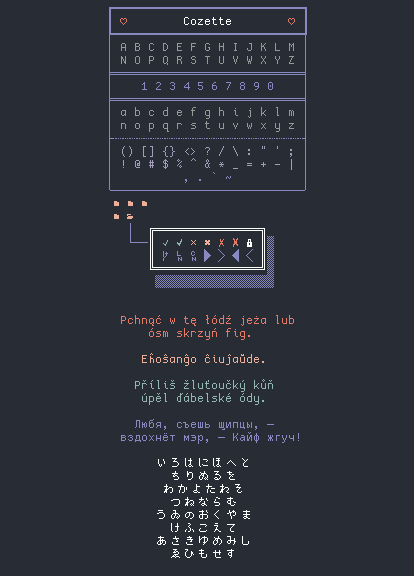 ♡ Cozette ♡
A B C D E F G H I J K L M
N O P Q R S T U V W X Y Z
1 2 3 4 5 6 7 8 9 0
a b c d e f g h i j k l m
n o p q r s t u v w x y z
() [] {} <> ? / \ : " ' ;
! @ # $ % ^ & * _ = + - |
, . ` ~
Pchnąć w tę łódź jeża lub
ósm skrzyń fig.
Eĥoŝanĝo ĉiujaŭde.
Příliš žluťoučký kůň
úpěl ďábelské ódy.
Любя, съешь щипцы, —
вздохнёт мэр, — Кайф жгуч!
いろはにほへと
ちりぬるを
わかよたれそ
つねならむ
うゐのおくやま
けふこえて
あさきゆめみし
ゑひもせす